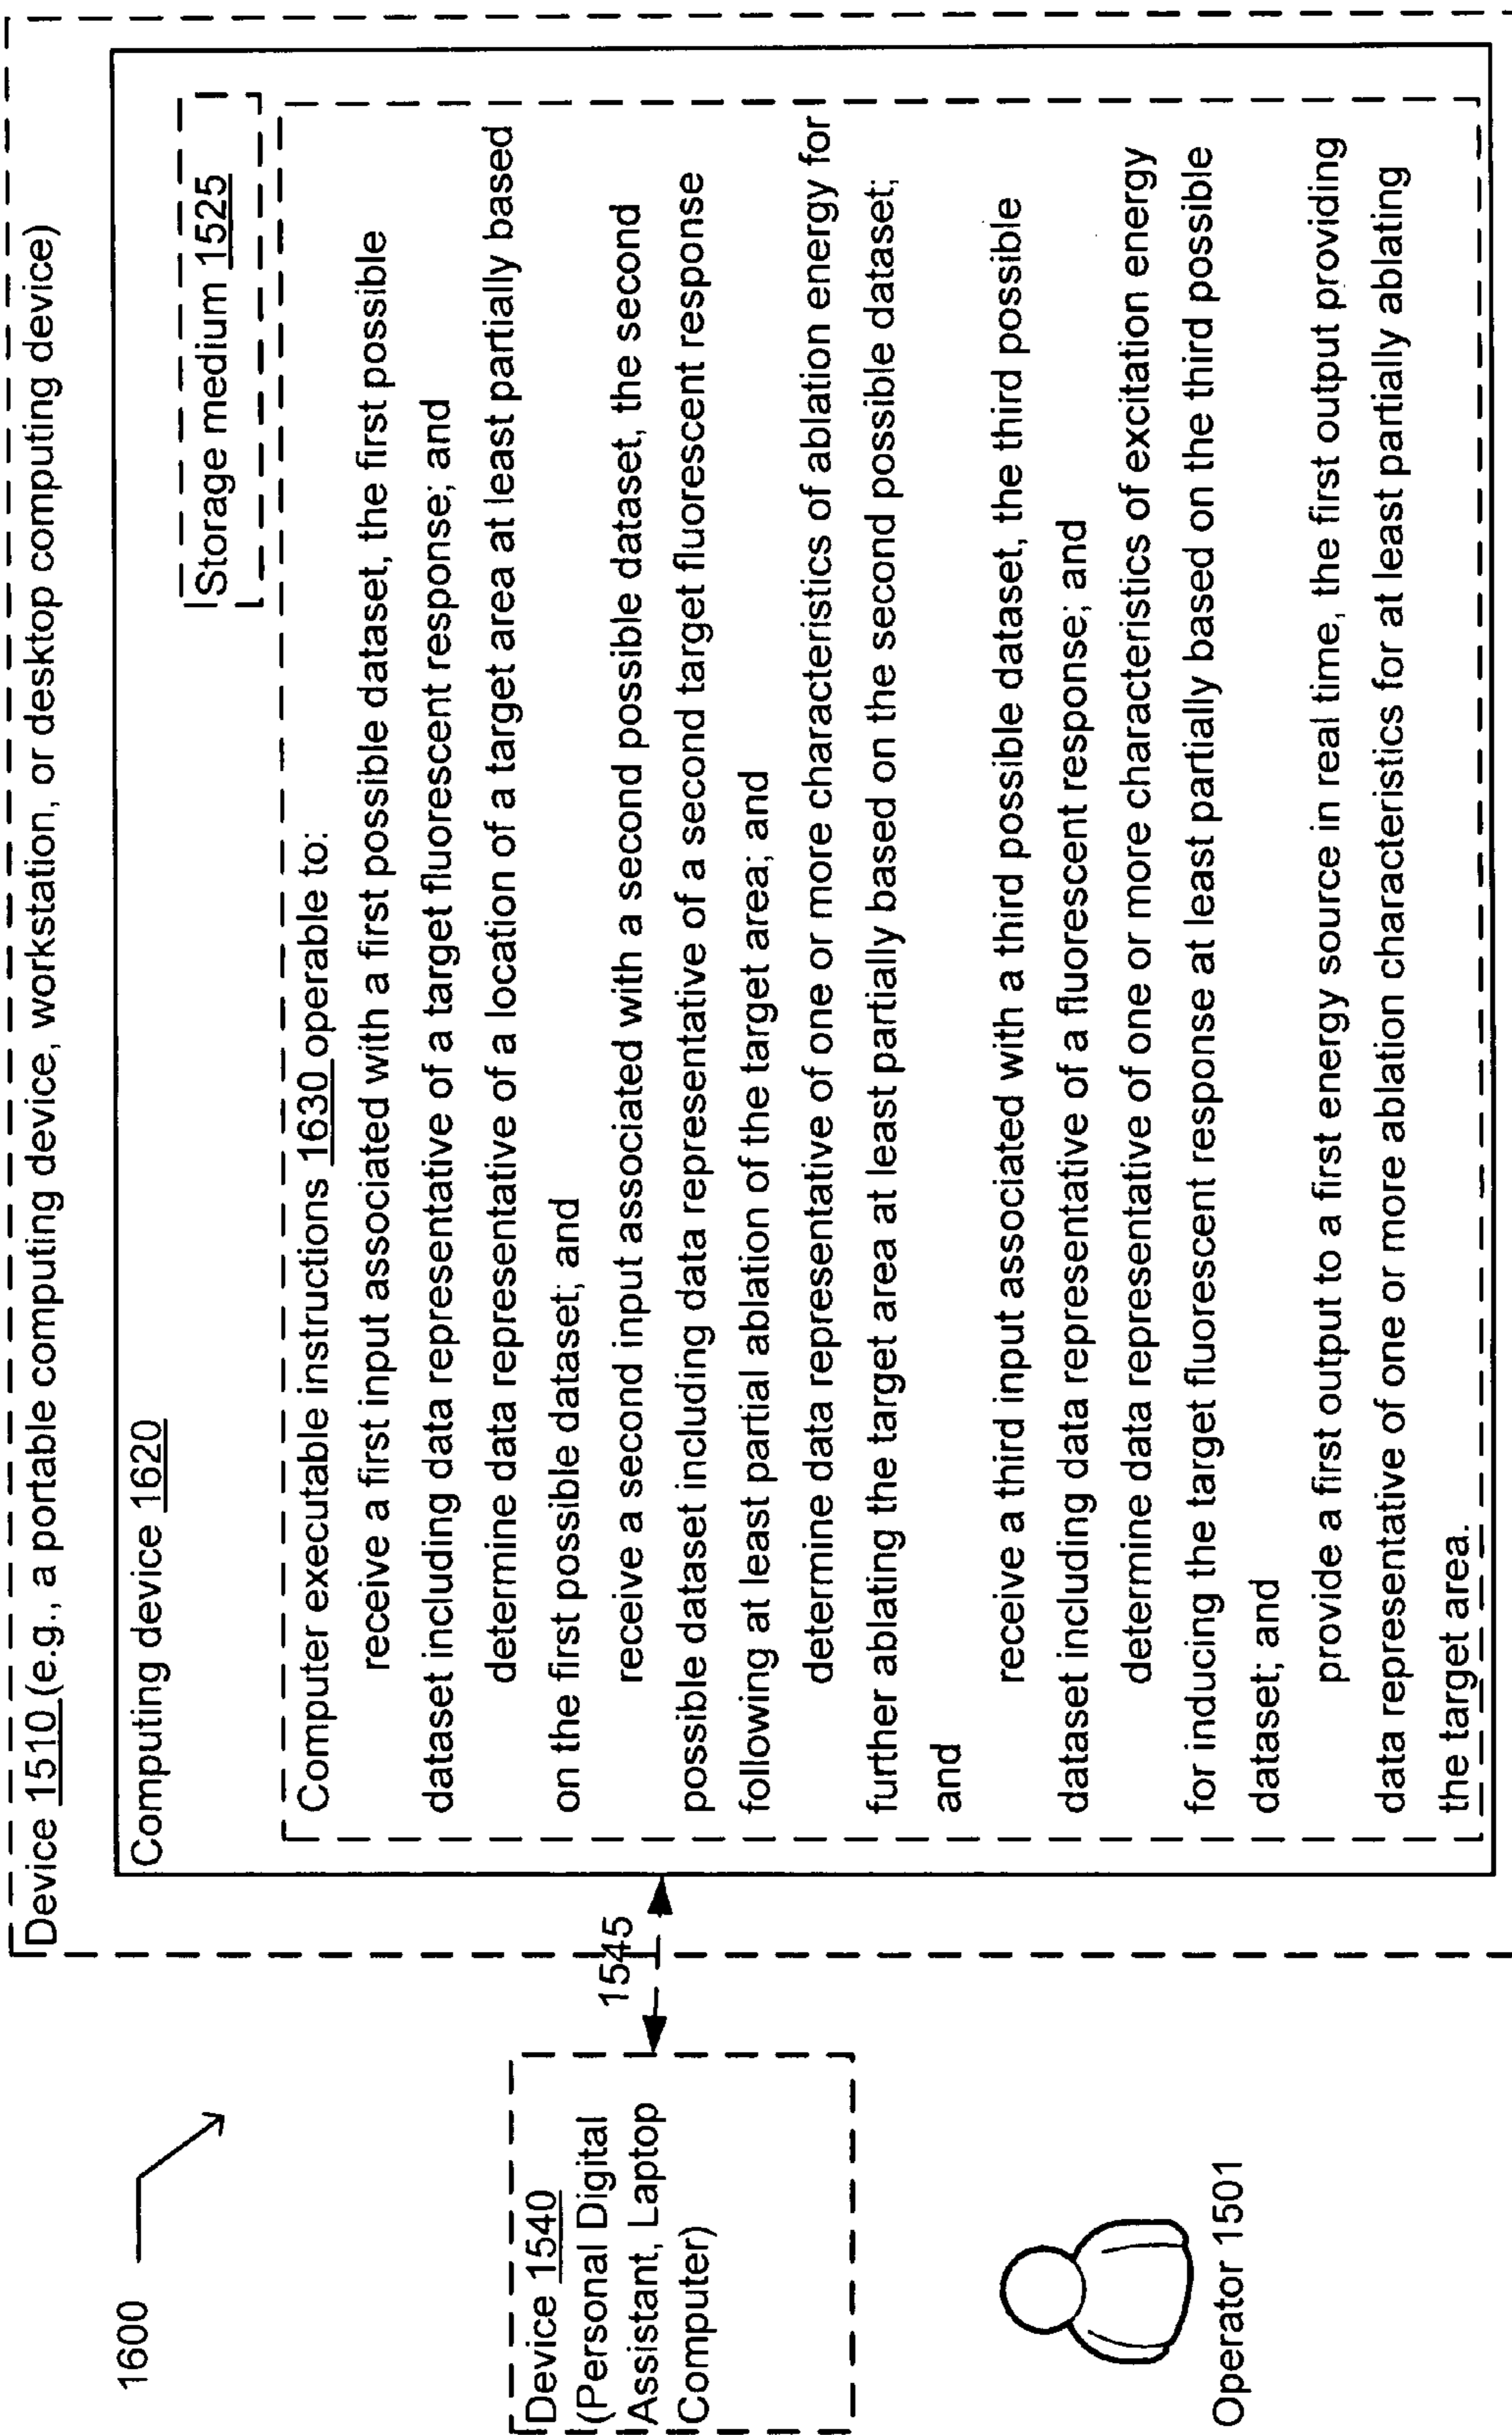 1600
Device 1510 (e.g., a portable computing device, workstation, or desktop computing device)
Computing device 1620
Storage medium 1525
Computer executable instructions 1630 operable to:
receive a first input associated with a first possible dataset, the first possible
dataset including data representative of a target fluorescent response; and
determine data representative of a location of a target area at least partially based
on the first possible dataset; and
receive a second input associated with a second possible dataset, the second
possible dataset including data representative of a second target fluorescent response
following at least partial ablation of the target area; and
determine data representative of one or more characteristics of ablation energy for
further ablating the target area at least partially based on the second possible dataset;
and
receive a third input associated with a third possible dataset, the third possible
dataset including data representative of a fluorescent response; and
determine data representative of one or more characteristics of excitation energy
for inducing the target fluorescent response at least partially based on the third possible
dataset; and
provide a first output to a first energy source in real time, the first output providing
data representative of one or more ablation characteristics for at least partially ablating
the target area.
1545
Device 1540
(Personal Digital
Assistant, Laptop
Computer)
Operator 1501